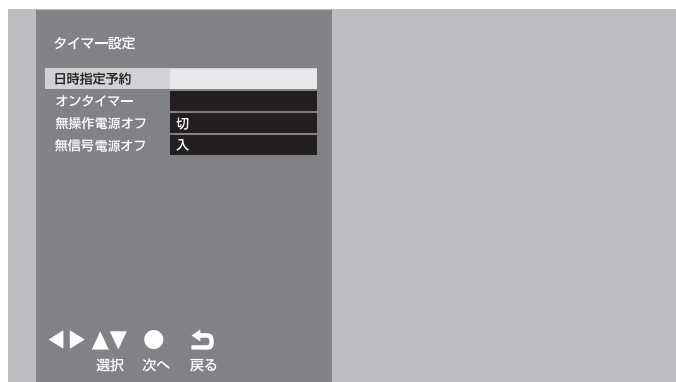 タイマー設定
日時指定予約
オンタイマー
無操作電源オフ 切
無信号電源オフ 入
選択 次へ 戻る